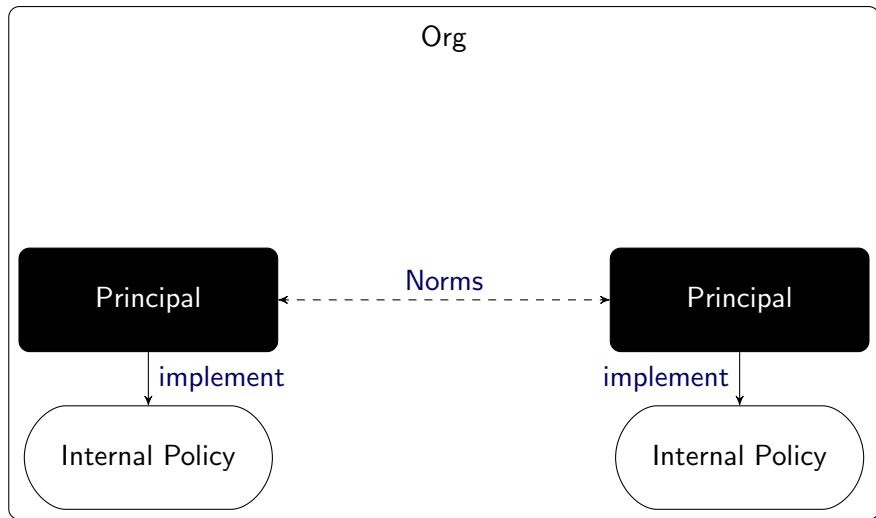 Org
Norms
Principal
Principal
implement
implement
Internal Policy
Internal Policy